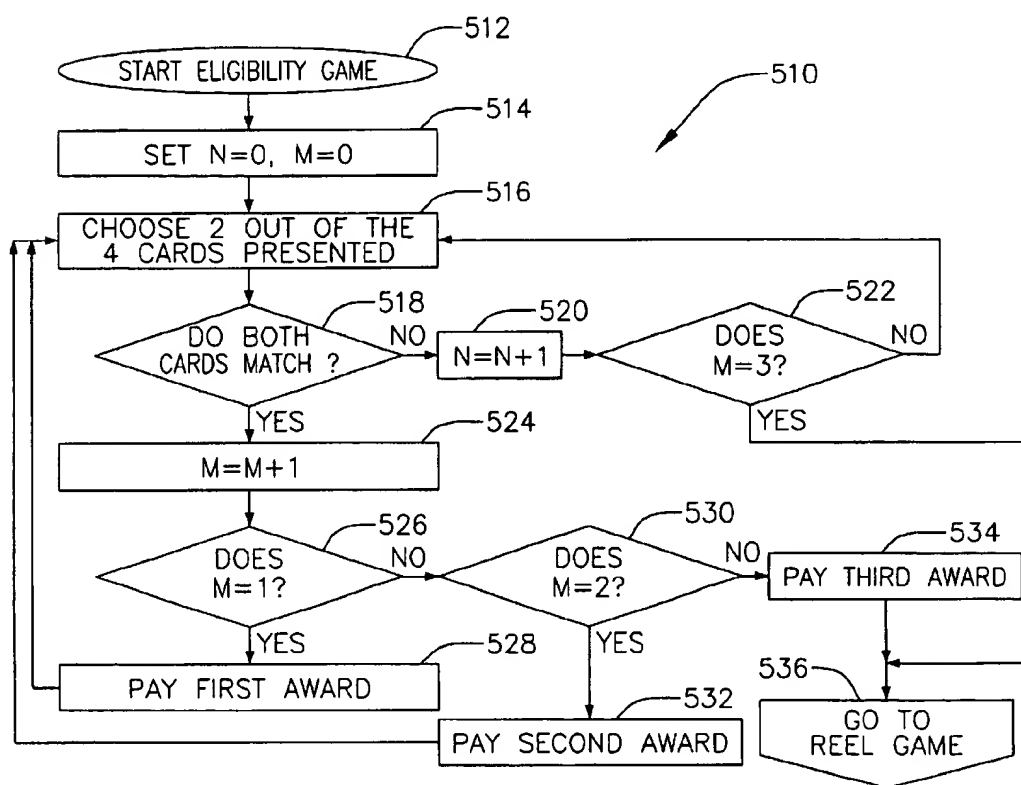 512
START ELIGIBILITY GAME
510
514
SET N=0, M=0
516
CHOOSE 2 OUT OF THE
4 CARDS PRESENTED
518
DO BOTH
CARDS MATCH ?
NO
520
N=N+1
522
DOES
M=3?
NO
YES
YES
524
M=M+1
526
DOES
M=1?
NO
530
DOES
M=2?
NO
534
PAY THIRD AWARD
YES
528
PAY FIRST AWARD
YES
532
PAY SECOND AWARD
536
GO TO
REEL GAME